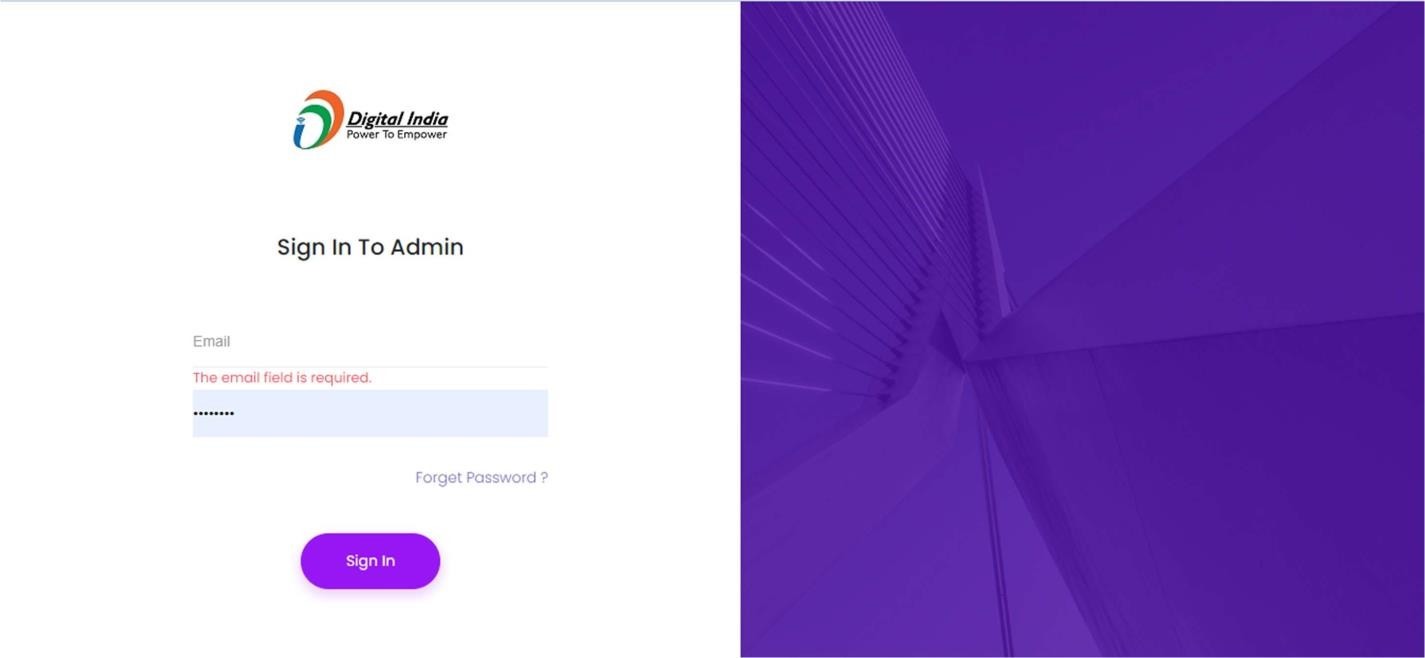 Digital India
Power To Empower
Sign In To Admin
Email
The email field is required.
••••••••
Forget Password ?
Sign In